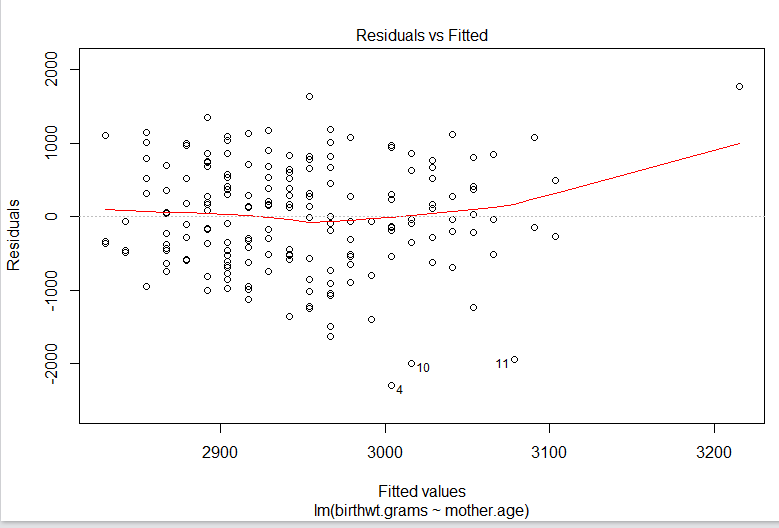 Residuals vs Fitted
2000
1000
0
-1000
-2000
Residuals
10
11
4
2900 3000 3100 3200
Fitted values
lm(birthwt.grams ~ mother.age)